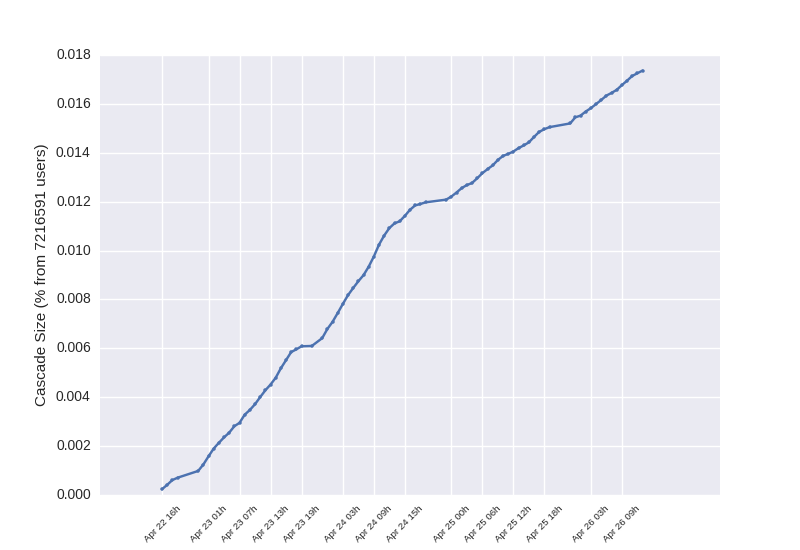 0.018
0.016
0.014
0.012
0.010
0.008
0.006
0.004
0.002
0.000
Cascade Size (% from 7216591 users)
Apr 22 16h
Apr 23 01h
Apr 23 07h
Apr 23 13h
Apr 23 19h
Apr 24 03h
Apr 24 09h
Apr 24 15h
Apr 25 00h
Apr 25 06h
Apr 25 12h
Apr 25 18h
Apr 26 03h
Apr 26 09h